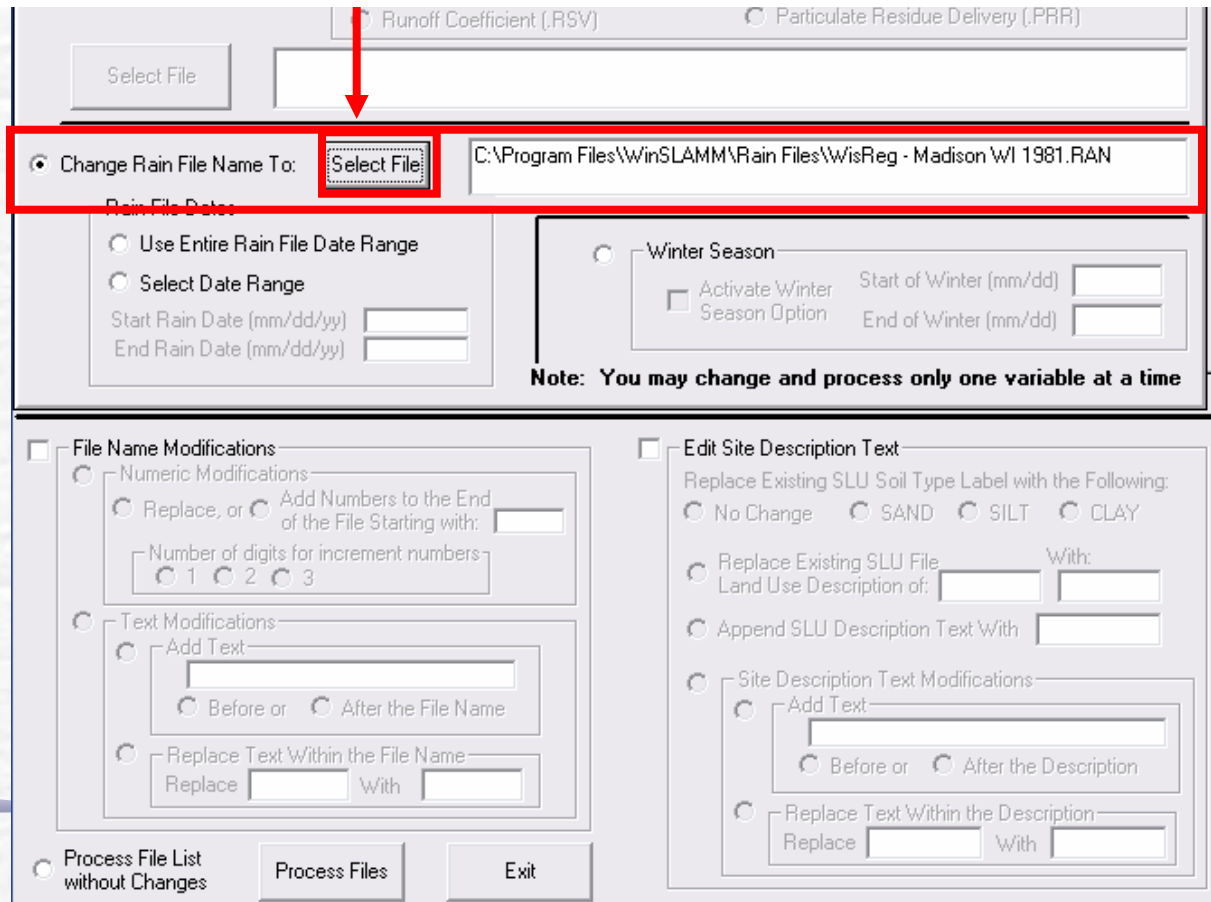 Runoff Coefficient (.RSV)
Particulate Residue Delivery (.PRR)
Select File
Change Rain File Name To:
Select File
C:\Program Files\WinSLAMM\Rain Files\WisReg - Madison WI 1981.RAN
Rain File Dates
Use Entire Rain File Date Range
Select Date Range
Start Rain Date (mm/dd/yy)
End Rain Date (mm/dd/yy)
Winter Season
Activate Winter
Season Option
Start of Winter (mm/dd)
End of Winter (mm/dd)
Note: You may change and process only one variable at a time
File Name Modifications
Numeric Modifications
Replace, or
Add Numbers to the End
of the File Starting with:
Number of digits for increment numbers
1 2 3
Text Modifications
Add Text
Before or After the File Name
Replace Text Within the File Name
Replace With
Process File List
without Changes
Process Files
Exit
Edit Site Description Text
Replace Existing SLU Soil Type Label with the Following:
No Change SAND SILT CLAY
Replace Existing SLU File
Land Use Description of:
With:
Append SLU Description Text With
Site Description Text Modifications
Add Text
Before or After the Description
Replace Text Within the Description
Replace With